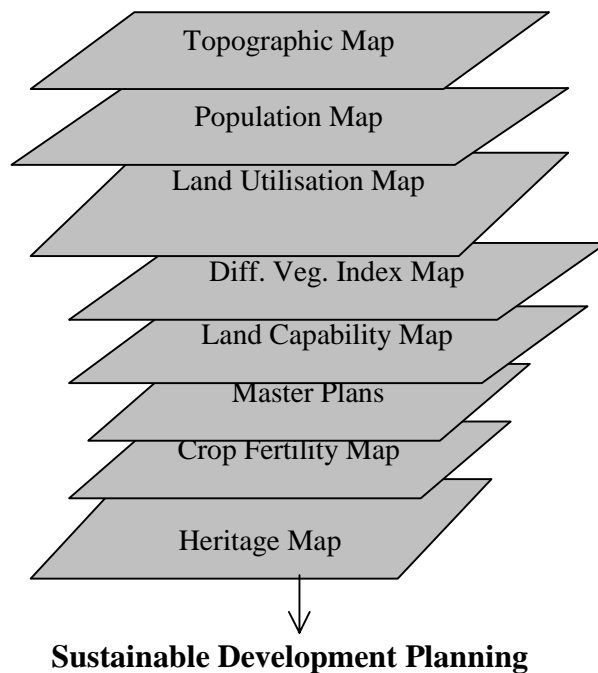 Topographic Map
Population Map
Land Utilisation Map
Diff. Veg. Index Map
Land Capability Map
Master Plans
Crop Fertility Map
Heritage Map
Sustainable Development Planning